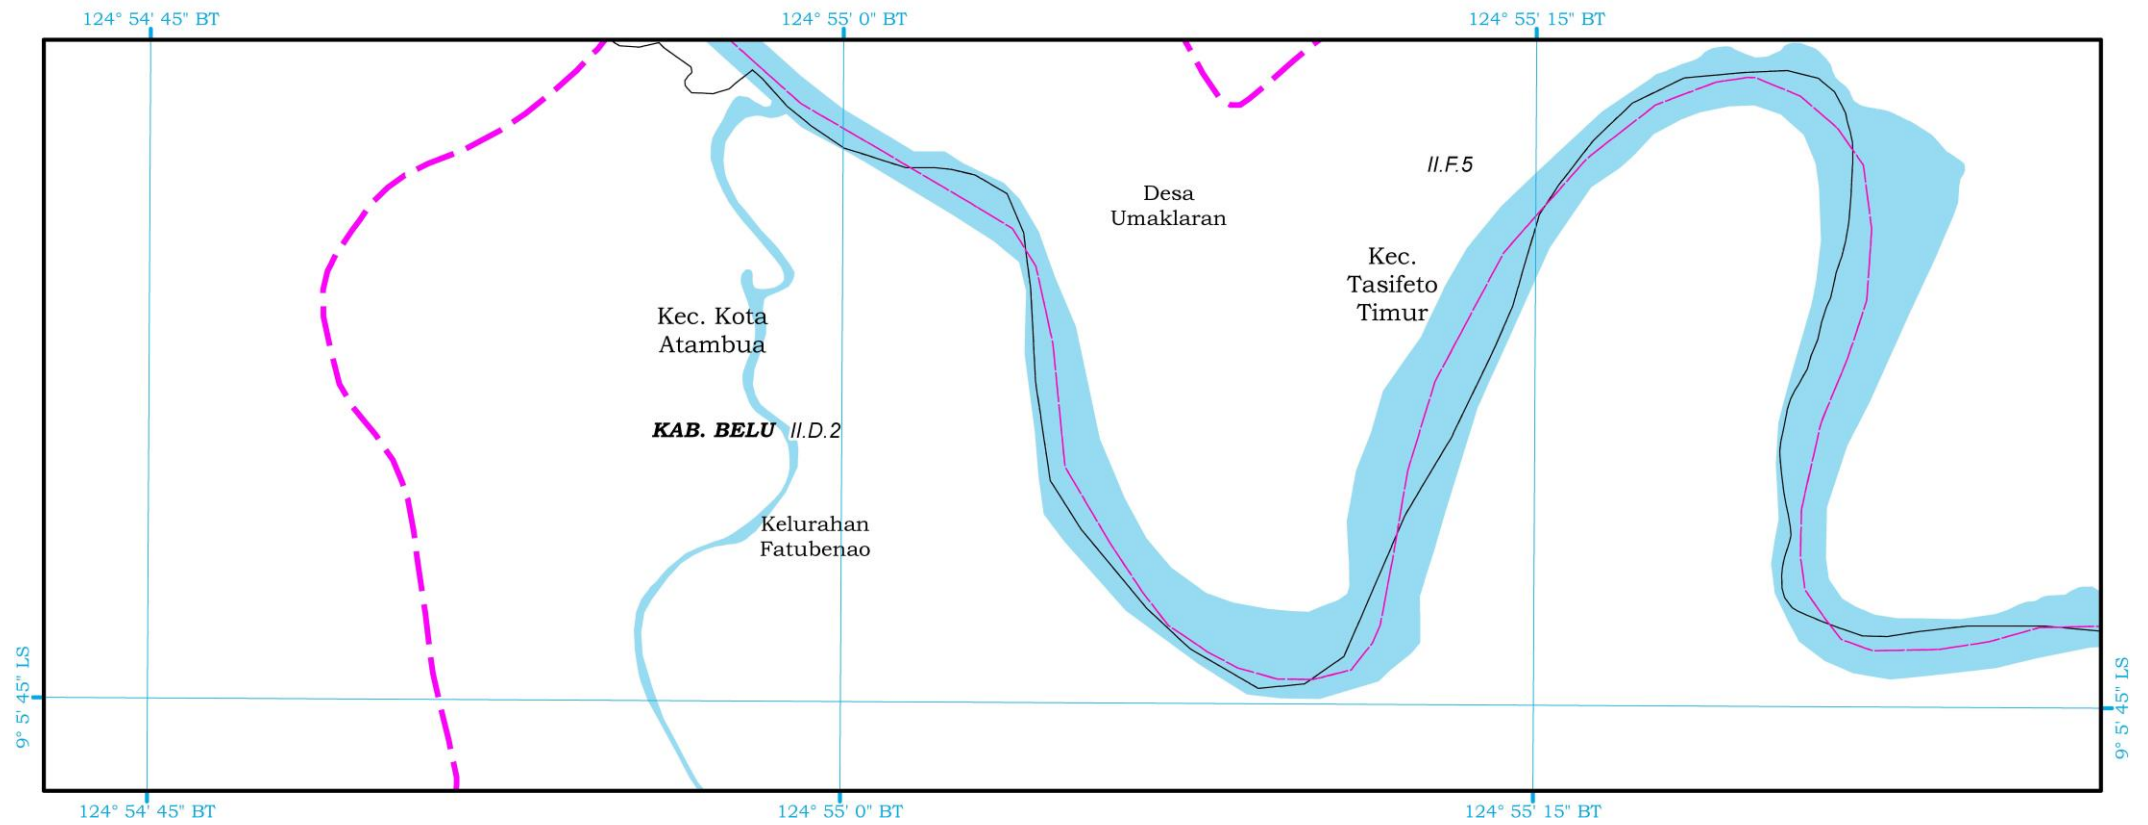 124° 54' 45" BT
124° 55' 0" BT
124° 55' 15" BT
II.F.5
Desa
Umaklaran
Kec.
Tasifeto
Timur
Kec. Kota
Atambua
KAB. BELU II.D.2
Kelurahan
Fatubenao
9° 5' 45" LS
9° 5' 45" LS
124° 54' 45" BT
124° 55' 0" BT
124° 55' 15" BT